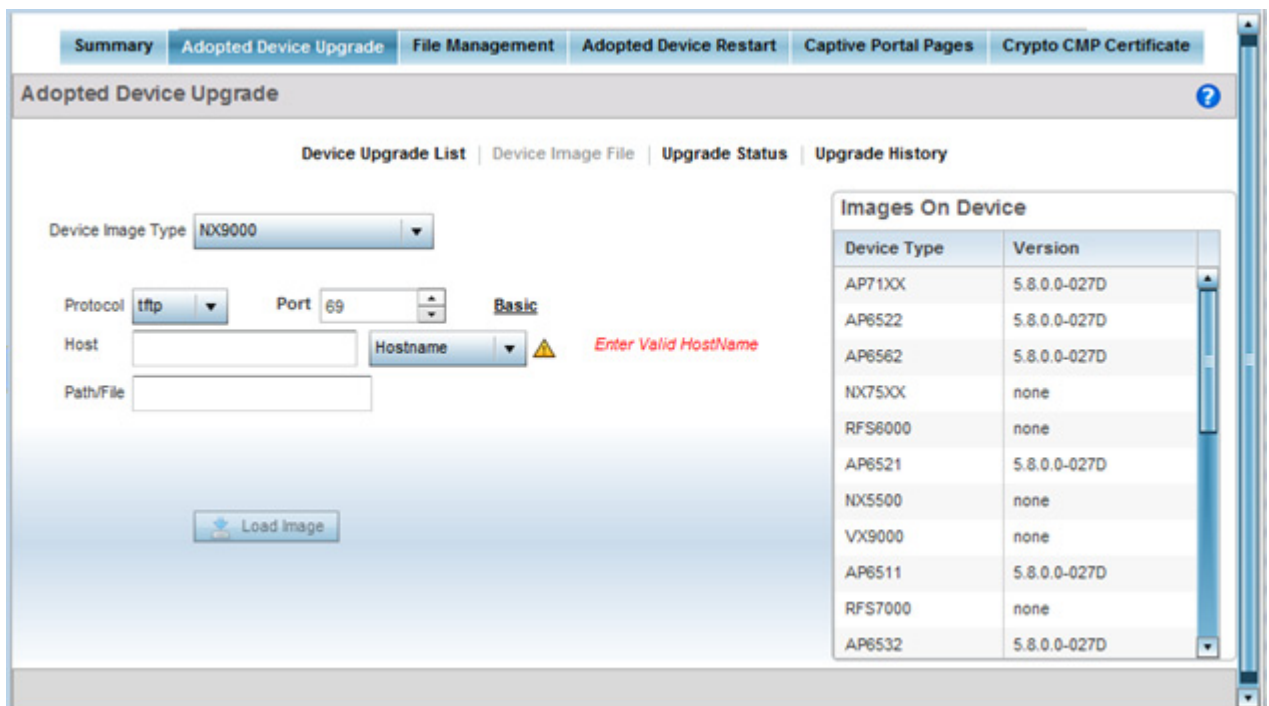 Summary Adopted Device Upgrade File Management Adopted Device Restart Captive Portal Pages Crypto CMP Certificate
Adopted Device Upgrade ?
Device Upgrade List | Device Image File | Upgrade Status | Upgrade History
Device Image Type NX9000
Protocol tftp Port 69 Basic
Host Hostname Enter Valid HostName
Path/File
Load Image
Images On Device
Device Type Version
AP71XX 5.8.0.0-027D
AP6522 5.8.0.0-027D
AP6562 5.8.0.0-027D
NX75XX none
RFS6000 none
AP6521 5.8.0.0-027D
NX5500 none
VX9000 none
AP6511 5.8.0.0-027D
RFS7000 none
AP6532 5.8.0.0-027D